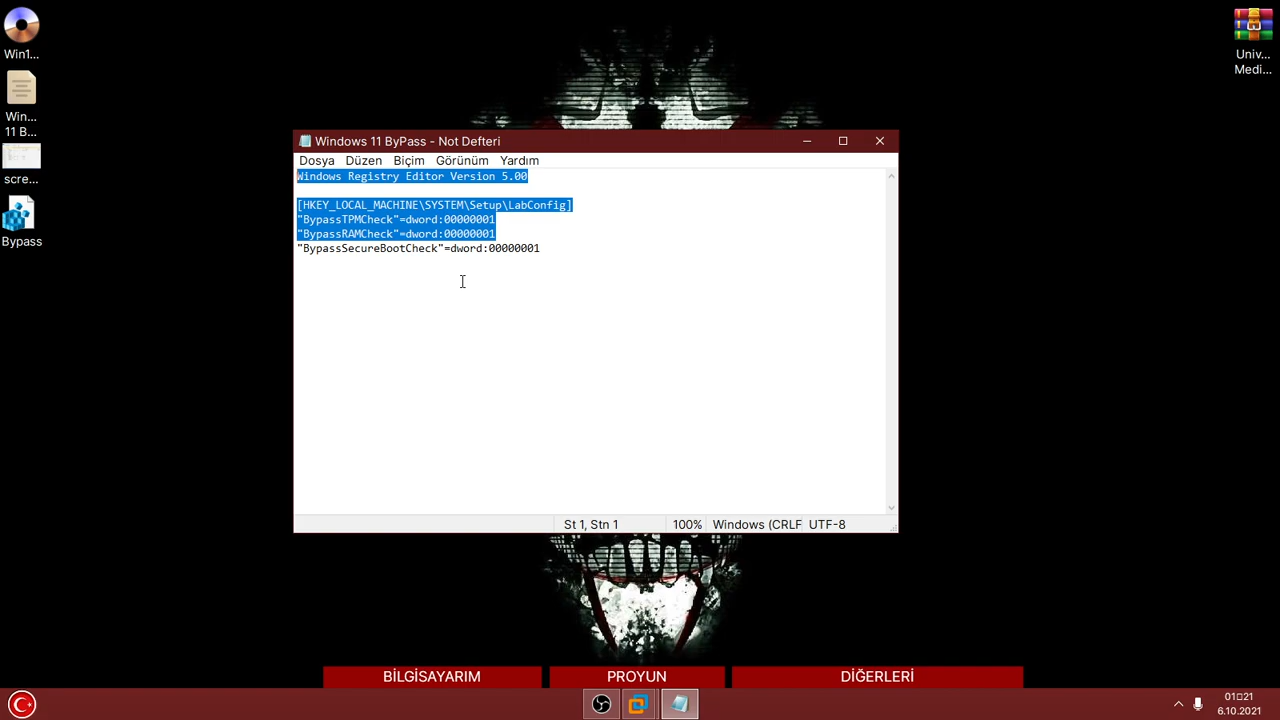 Win1...
Win...
11 B...
scre...
Bypass
Univ...
Medi...
Windows 11 ByPass - Not Defteri
Dosya Düzen Biçim Görünüm Yardım
Windows Registry Editor Version 5.00
[HKEY_LOCAL_MACHINE\SYSTEM\Setup\LabConfig]
"BypassTPMCheck"=dword:00000001
"BypassRAMCheck"=dword:00000001
"BypassSecureBootCheck"=dword:00000001
St 1, Stn 1 100% Windows (CRLF UTF-8
BİLGİSAYARIM PROYUN DİĞERLERİ
01□21
6.10.2021